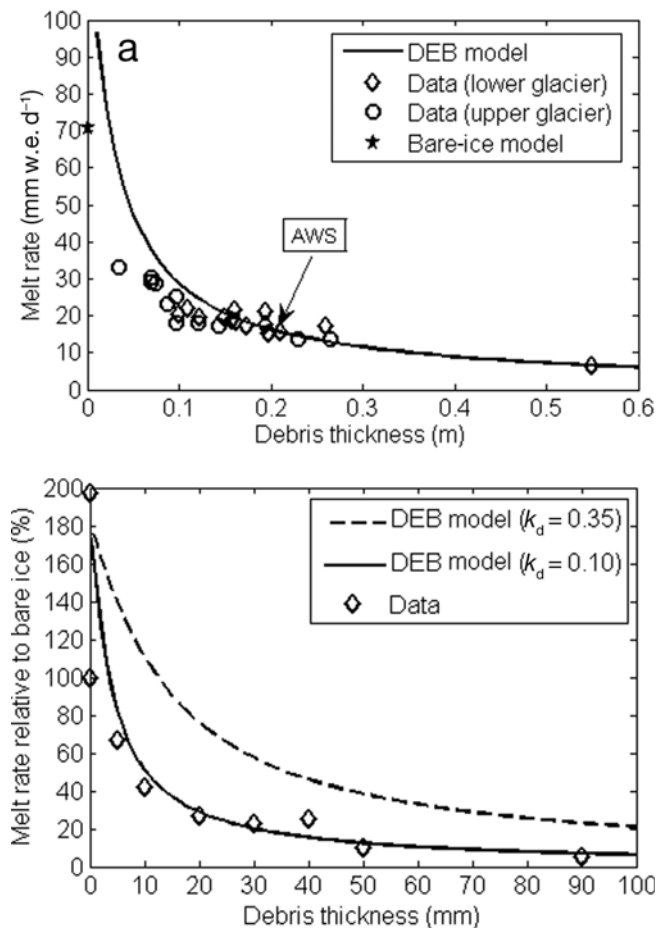 a
DEB model
Data (lower glacier)
Data (upper glacier)
Bare-ice model
AWS
Melt rate (mm w.e. d⁻¹)
100
90
80
70
60
50
40
30
20
10
0
0 0.1 0.2 0.3 0.4 0.5 0.6
Debris thickness (m)
DEB model (k_d = 0.35)
DEB model (k_d = 0.10)
Data
Melt rate relative to bare ice (%)
200
180
160
140
120
100
80
60
40
20
0
0 10 20 30 40 50 60 70 80 90 100
Debris thickness (mm)